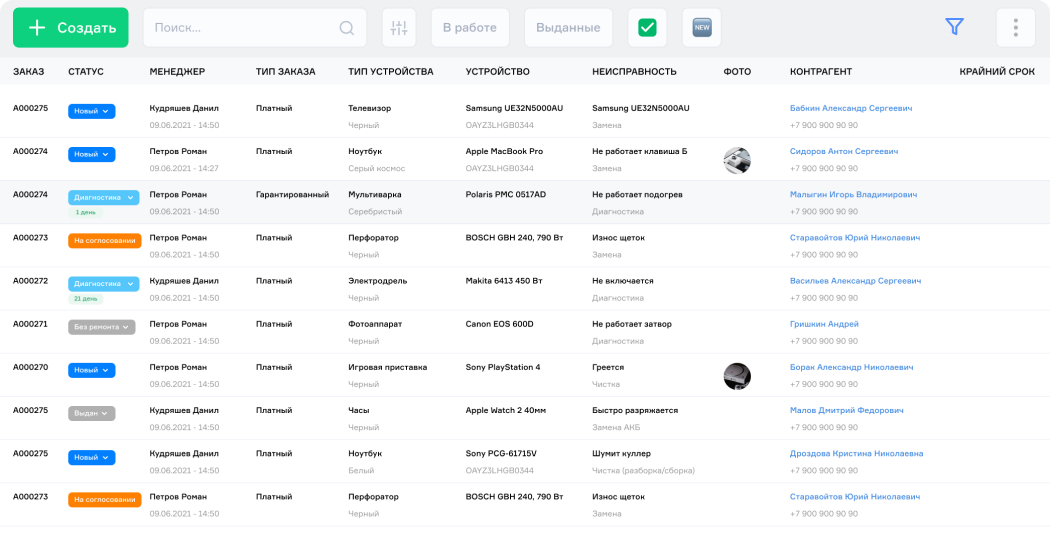 Создать
Поиск...
В работе
Выданные
NEW
ЗАКАЗ СТАТУС МЕНЕДЖЕР ТИП ЗАКАЗА ТИП УСТРОЙСТВА УСТРОЙСТВО НЕИСПРАВНОСТЬ ФОТО КОНТРАГЕНТ КРАЙНИЙ СРОК
A000275 Новый Кудряшев Данил Платный Телевизор Samsung UE32N5000AU Samsung UE32N5000AU Бабкин Александр Сергеевич
09.06.2021 - 14:50 Черный OAYZ3LHGB0344 Замена +7 900 900 90 90
A000274 Новый Петров Роман Платный Ноутбук Apple MacBook Pro Не работает клавиша Б Сидоров Антон Сергеевич
09.06.2021 - 14:27 Серый космос OAYZ3LHGB0344 Замена +7 900 900 90 90
A000274 Диагностика Петров Роман Гарантированный Мультиварка Polaris PMC 0517AD Не работает подогрев Малыгин Игорь Владимирович
1 день 09.06.2021 - 14:50 Серебристый Диагностика +7 900 900 90 90
A000273 На соглосовании Петров Роман Платный Перфоратор BOSCH GBH 240, 790 Вт Износ щеток Старавойтов Юрий Николаевич
09.06.2021 - 14:50 Черный Замена +7 900 900 90 90
A000272 Диагностика Кудряшев Данил Платный Электродрель Makita 6413 450 Вт Не включается Васильев Александр Сергеевич
21 день 09.06.2021 - 14:50 Черный Диагностика +7 900 900 90 90
A000271 Без ремонта Петров Роман Платный Фотоаппарат Canon EOS 600D Не работает затвор Гришкин Андрей
09.06.2021 - 14:50 Черный Диагностика +7 900 900 90 90
A000270 Новый Петров Роман Платный Игровая приставка Sony PlayStation 4 Греется Борак Александр Николаевич
09.06.2021 - 14:50 Черный Чистка +7 900 900 90 90
A000275 Выдан Кудряшев Данил Платный Часы Apple Watch 2 40мм Быстро разряжается Малов Дмитрий Федорович
09.06.2021 - 14:50 Черный Замена АКБ +7 900 900 90 90
A000275 Новый Кудряшев Данил Платный Ноутбук Sony PCG-61715V Шумит куллер Дроздова Кристина Николаевна
09.06.2021 - 14:50 Белый OAYZ3LHGB0344 Чистка (разборка/сборка) +7 900 900 90 90
A000273 На соглосовании Петров Роман Платный Перфоратор BOSCH GBH 240, 790 Вт Износ щеток Старавойтов Юрий Николаевич
09.06.2021 - 14:50 Черный Замена +7 900 900 90 90